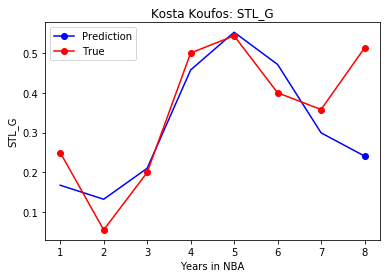 Kosta Koufos: STL_G
Prediction
True
STL_G
0.5
0.4
0.3
0.2
0.1
1 2 3 4 5 6 7 8
Years in NBA